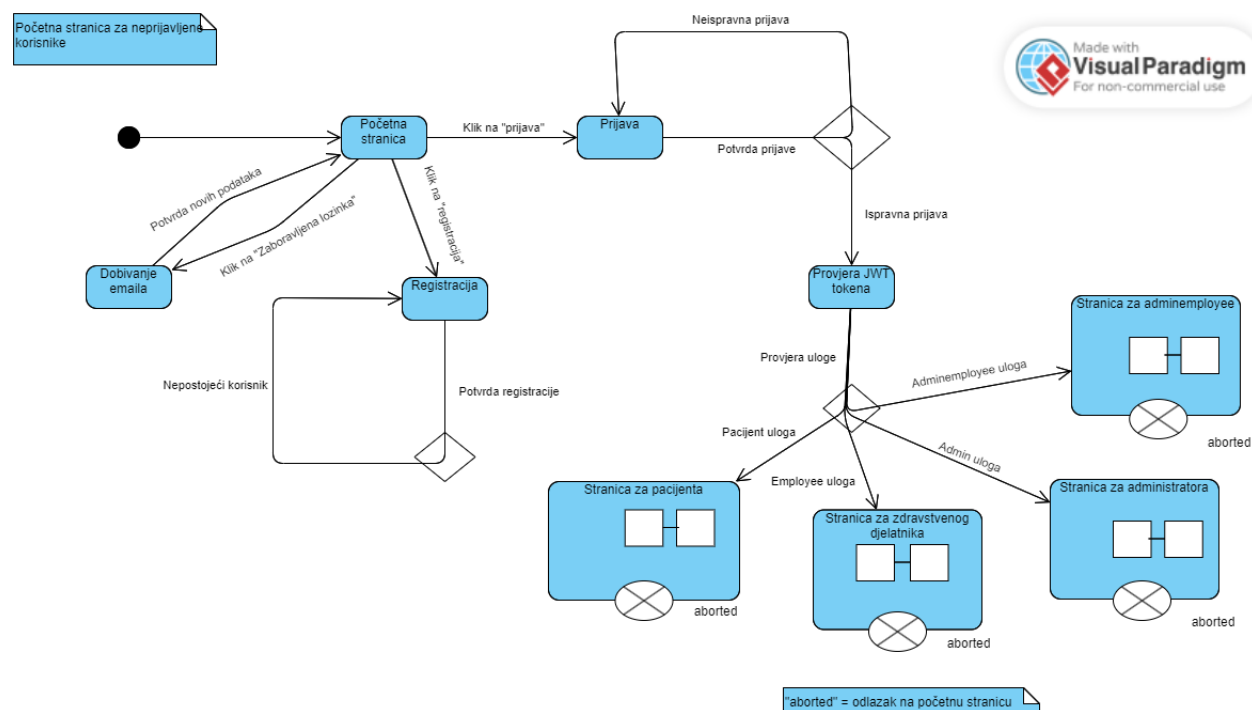 Početna stranica za neprijavljene
korisnike
Neispravna prijava
Made with
Visual Paradigm
For non-commercial use
Početna
stranica
Klik na "prijava"
Prijava
Potvrda prijave
Potvrda novih podataka
Klik na "Zaboravljena lozinka"
Klik na "registracija"
Ispravna prijava
Dobivanje
emaila
Registracija
Provjera JWT
tokena
Stranica za adminemployee
Provjera uloge
Adminemployee uloga
Nepostojeći korisnik
Potvrda registracije
aborted
Pacijent uloga
Admin uloga
Employee uloga
Stranica za pacijenta
Stranica za zdravstvenog
djelatnika
Stranica za administratora
aborted
aborted
aborted
"aborted" = odlazak na početnu stranicu